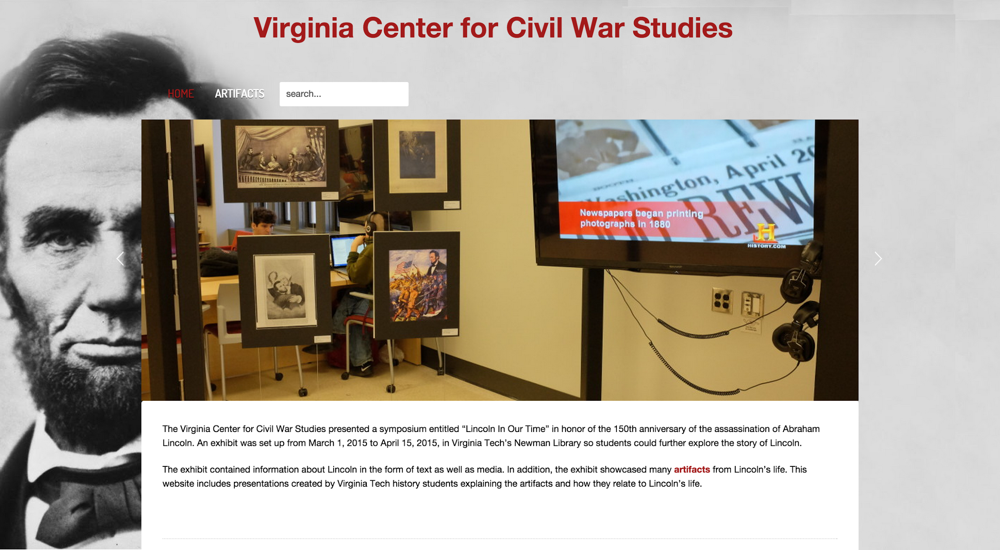 Virginia Center for Civil War Studies
HOME
ARTIFACTS
search...
Washington, April 20
REW
Newspapers began printing
photographs in 1880
H
HISTORY.COM
SHARP
The Virginia Center for Civil War Studies presented a symposium entitled “Lincoln In Our Time” in honor of the 150th anniversary of the assassination of Abraham
Lincoln. An exhibit was set up from March 1, 2015 to April 15, 2015, in Virginia Tech’s Newman Library so students could further explore the story of Lincoln.
The exhibit contained information about Lincoln in the form of text as well as media. In addition, the exhibit showcased many artifacts from Lincoln’s life. This
website includes presentations created by Virginia Tech history students explaining the artifacts and how they relate to Lincoln’s life.